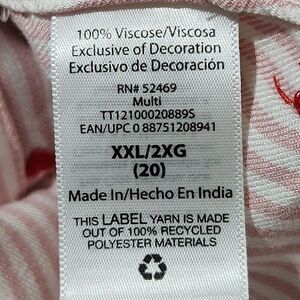 100% Viscose/Viscosa
Exclusive of Decoration
Exclusivo de Decoración
RN# 52469
Multi
TT12100020889S
EAN/UPC 0 88751208941
XXL/2XG
(20)
Made In/Hecho En India
THIS LABEL YARN IS MADE
OUT OF 100% RECYCLED
POLYESTER MATERIALS